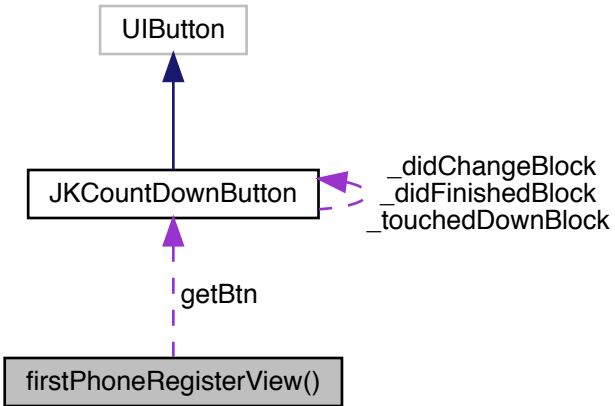 UIButton
JKCountDownButton
_didChangeBlock
_didFinishedBlock
_touchedDownBlock
getBtn
firstPhoneRegisterView()